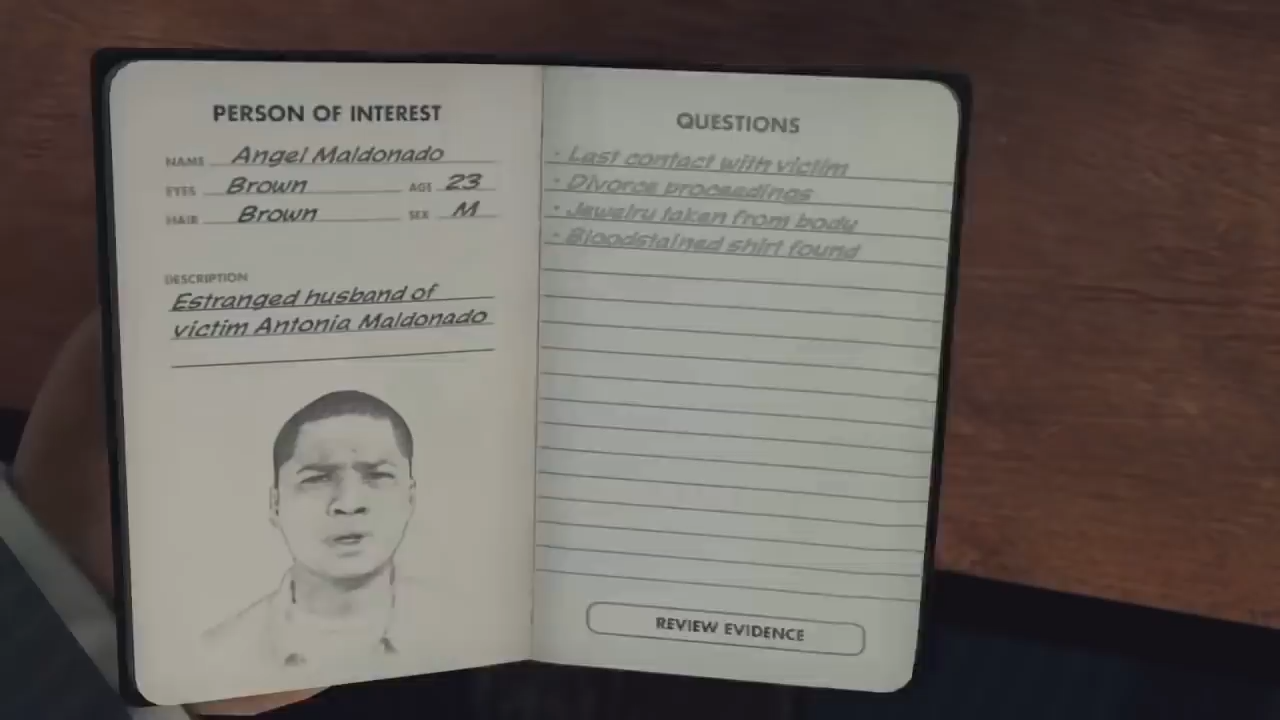 PERSON OF INTEREST
NAME Angel Maldonado
EYES Brown AGE 23
HAIR Brown SEX M
DESCRIPTION
Estranged husband of
victim Antonia Maldonado
QUESTIONS
· Last contact with victim
· Divorce proceedings
· Jewelry taken from body
· Bloodstained shirt found
REVIEW EVIDENCE